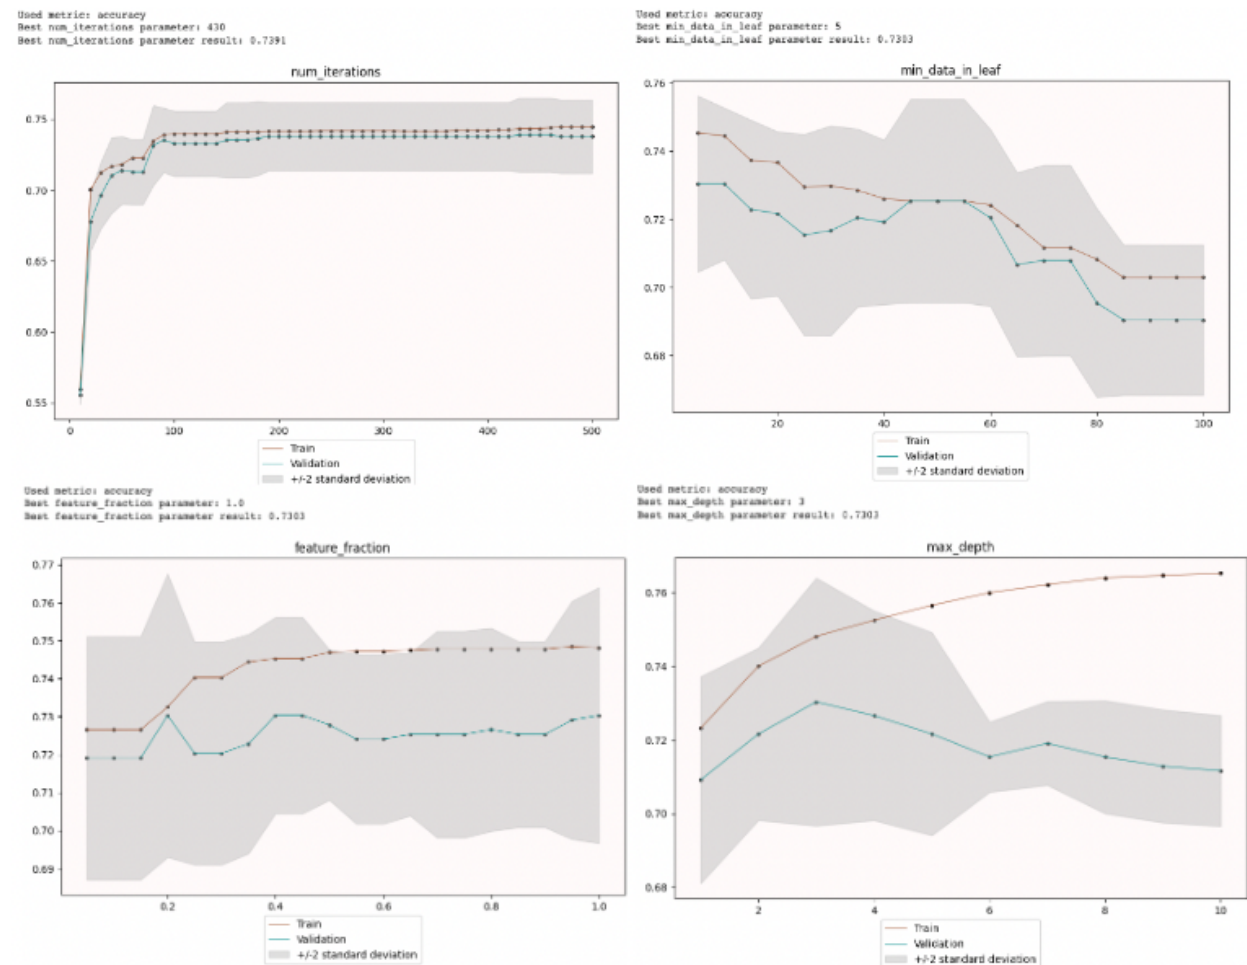 Used metric: accuracy
Best num_iterations parameter: 430
Best num_iterations parameter result: 0.7391
num_iterations
0.75
0.70
0.65
0.60
0.55
0 100 200 300 400 500
Train
Validation
+/-2 standard deviation
Used metric: accuracy
Best min_data_in_leaf parameter: 5
Best min_data_in_leaf parameter result: 0.7303
min_data_in_leaf
0.76
0.74
0.72
0.70
0.68
20 40 60 80 100
Train
Validation
+/-2 standard deviation
Used metric: accuracy
Best feature_fraction parameter: 1.0
Best feature_fraction parameter result: 0.7303
feature_fraction
0.77
0.76
0.75
0.74
0.73
0.72
0.71
0.70
0.69
0.2 0.4 0.6 0.8 1.0
Train
Validation
+/-2 standard deviation
Used metric: accuracy
Best max_depth parameter: 3
Best max_depth parameter result: 0.7303
max_depth
0.76
0.74
0.72
0.70
0.68
2 4 6 8 10
Train
Validation
+/-2 standard deviation